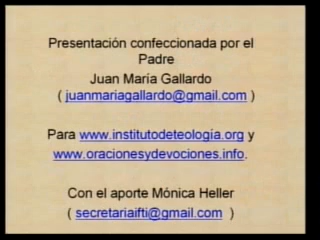 Presentación confeccionada por el
Padre
Juan María Gallardo
( juanmariagallardo@gmail.com )
Para www.institutodeteología.org y
www.oracionesydevociones.info.
Con el aporte Mónica Heller
( secretariaifti@gmail.com )